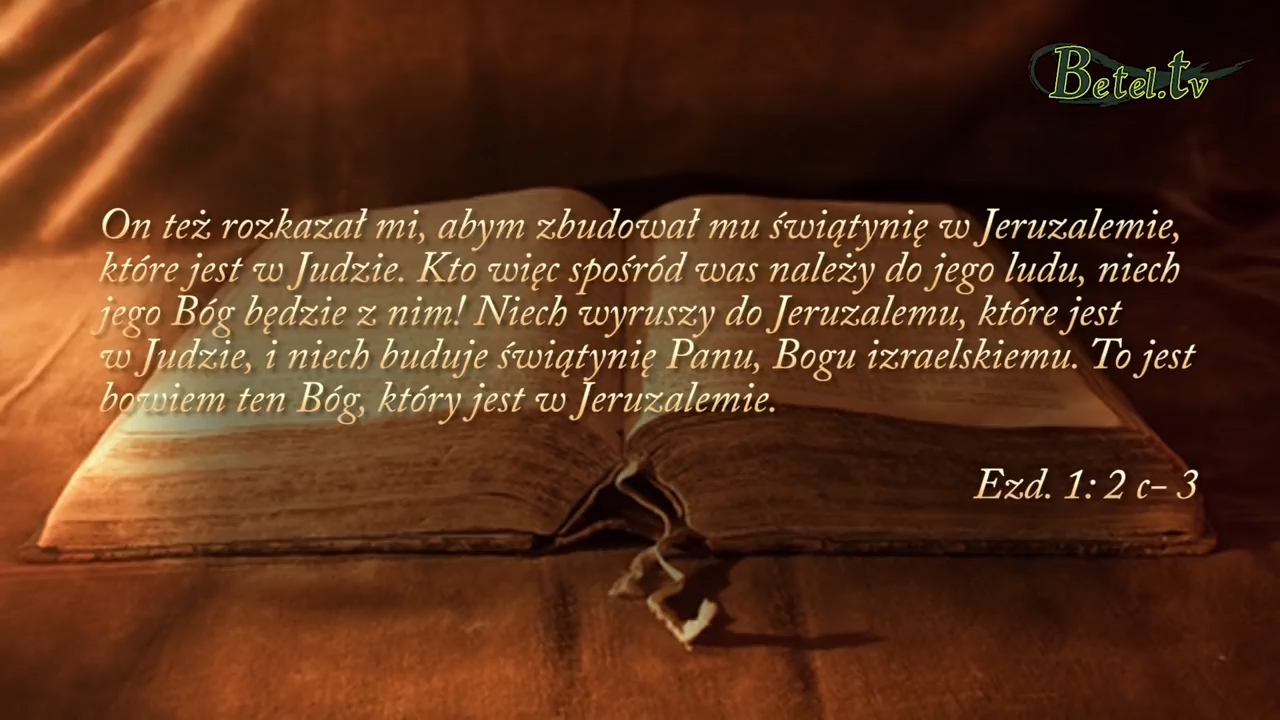 Betel.tv
On też rozkazał mi, abym zbudował mu świątynię w Jeruzalemie,
które jest w Judzie. Kto więc spośród was należy do jego ludu, niech
jego Bóg będzie z nim! Niech wyruszy do Jeruzalemu, które jest
w Judzie, i niech buduje świątynię Panu, Bogu izraelskiemu. To jest
bowiem ten Bóg, który jest w Jeruzalemie.
Ezd. 1: 2 c– 3